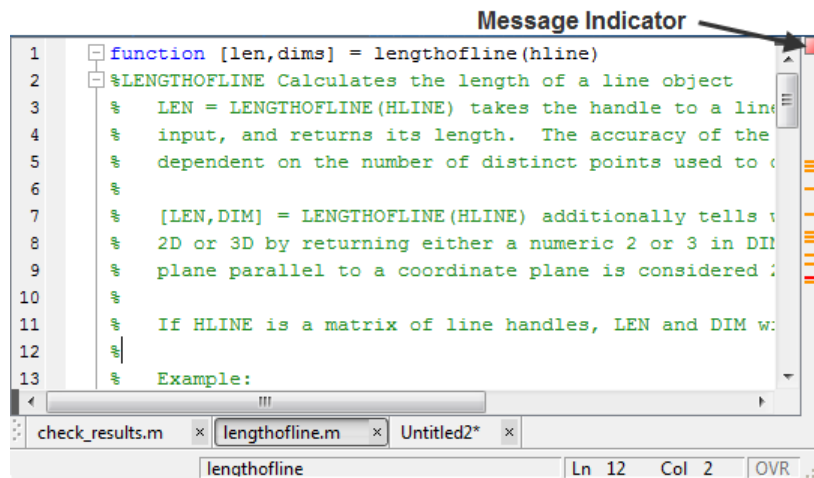 Message Indicator
1 function [len,dims] = lengthofline(hline)
2 %LENGTHOFLINE Calculates the length of a line object
3 % LEN = LENGTHOFLINE(HLINE) takes the handle to a line
4 % input, and returns its length. The accuracy of the
5 % dependent on the number of distinct points used to
6 %
7 % [LEN,DIM] = LENGTHOFLINE(HLINE) additionally tells
8 % 2D or 3D by returning either a numeric 2 or 3 in DIM
9 % plane parallel to a coordinate plane is considered
10 %
11 % If HLINE is a matrix of line handles, LEN and DIM
12 %
13 % Example:
check_results.m × lengthofline.m × Untitled2* ×
lengthofline Ln 12 Col 2 OVR